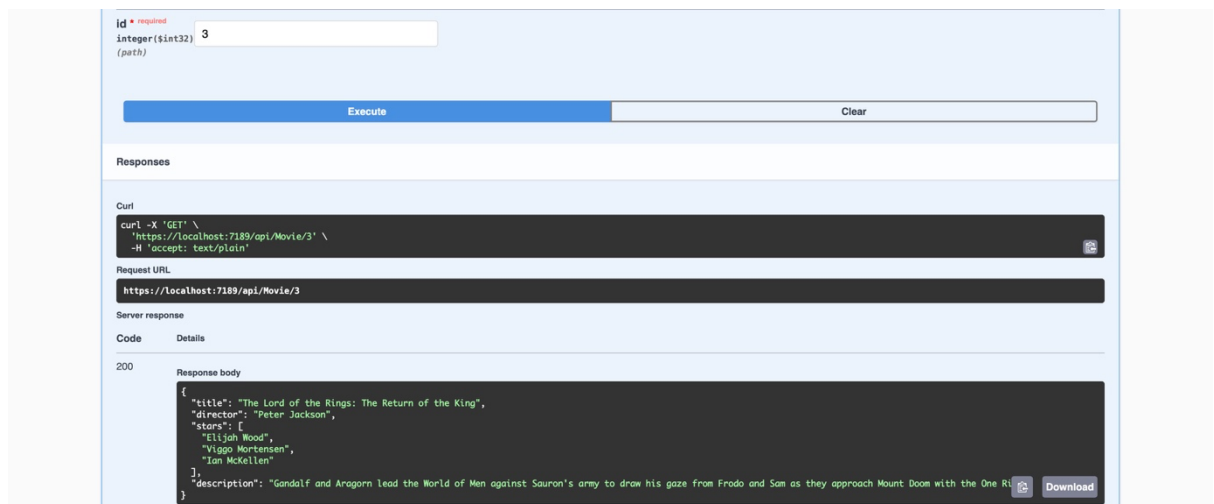 id * required
integer($int32)
3
(path)
Execute
Clear
Responses
Curl
curl -X 'GET' \
'https://localhost:7189/api/Movie/3' \
-H 'accept: text/plain'
Request URL
https://localhost:7189/api/Movie/3
Server response
Code Details
200
Response body
{
"title": "The Lord of the Rings: The Return of the King",
"director": "Peter Jackson",
"stars": [
"Elijah Wood",
"Viggo Mortensen",
"Ian McKellen"
],
"description": "Gandalf and Aragorn lead the World of Men against Sauron's army to draw his gaze from Frodo and Sam as they approach Mount Doom with the One Ri
}
Download